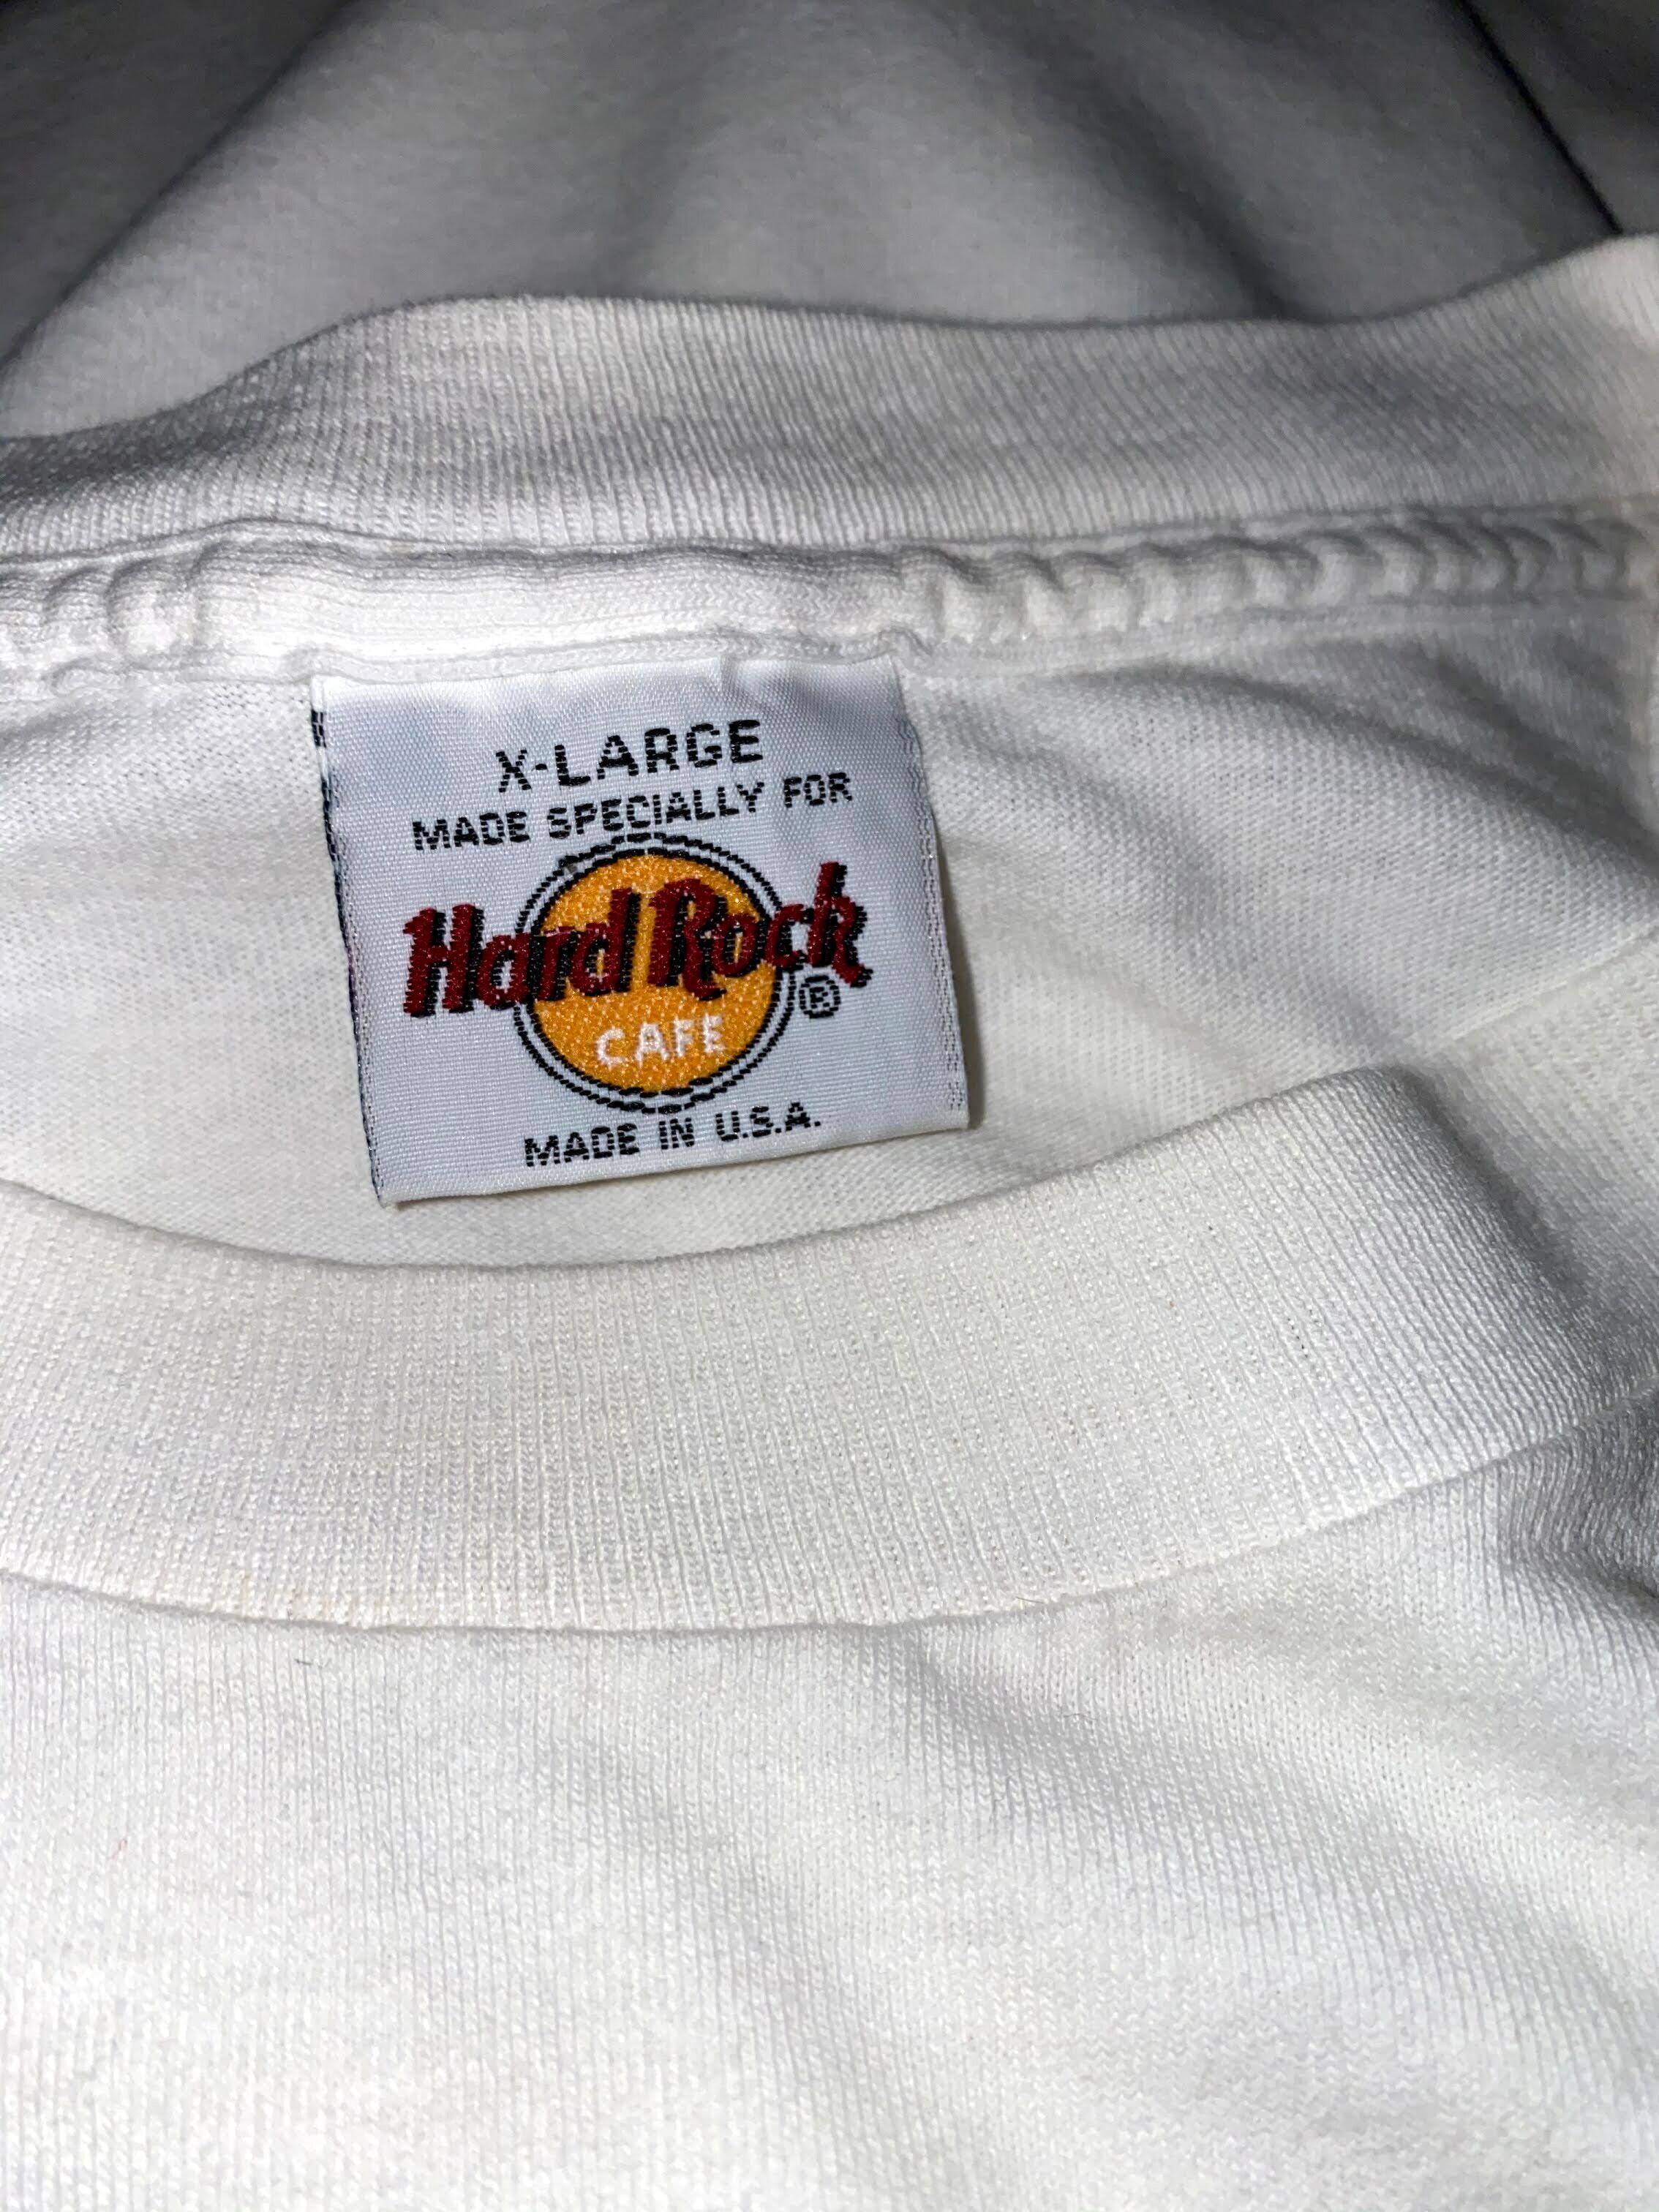 X-LARGE
MADE SPECIALLY FOR
Hard Rock
®
CAFE
MADE IN U.S.A.